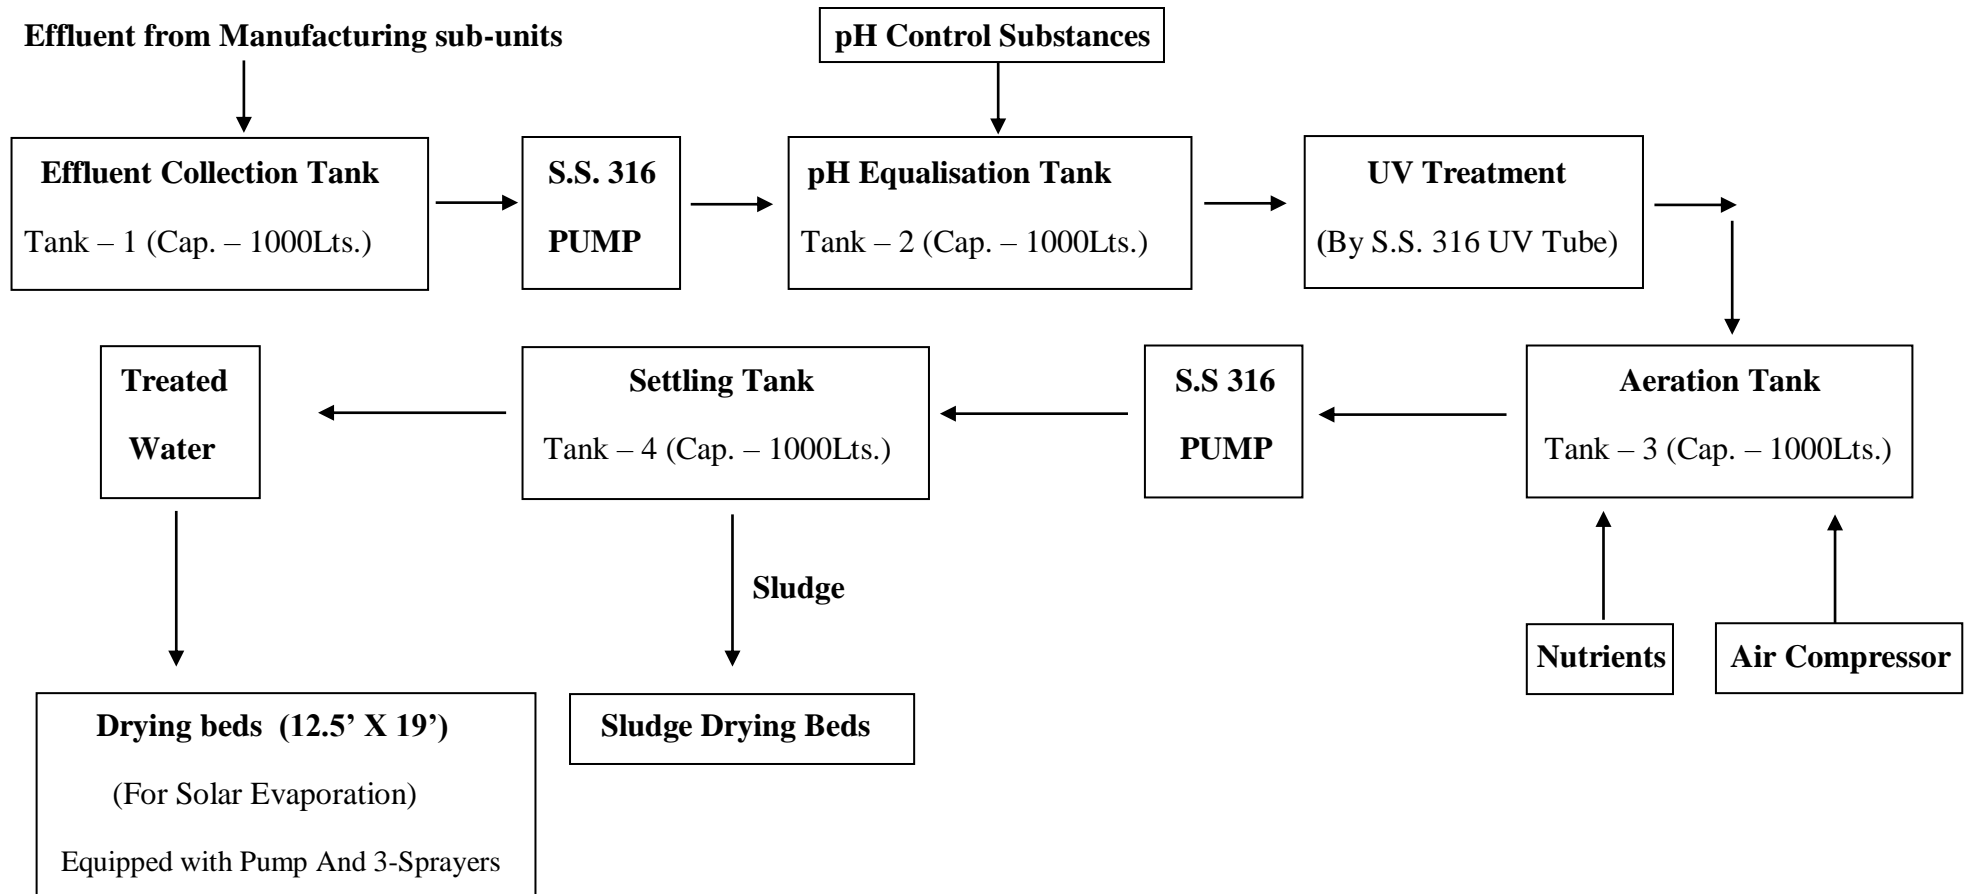 Effluent from Manufacturing sub-units
pH Control Substances
Effluent Collection Tank
Tank – 1 (Cap. – 1000Lts.)
S.S. 316
PUMP
pH Equalisation Tank
Tank – 2 (Cap. – 1000Lts.)
UV Treatment
(By S.S. 316 UV Tube)
Aeration Tank
Tank – 3 (Cap. – 1000Lts.)
Nutrients
Air Compressor
S.S 316
PUMP
Settling Tank
Tank – 4 (Cap. – 1000Lts.)
Sludge
Sludge Drying Beds
Treated
Water
Drying beds (12.5’ X 19’)
(For Solar Evaporation)
Equipped with Pump And 3-Sprayers